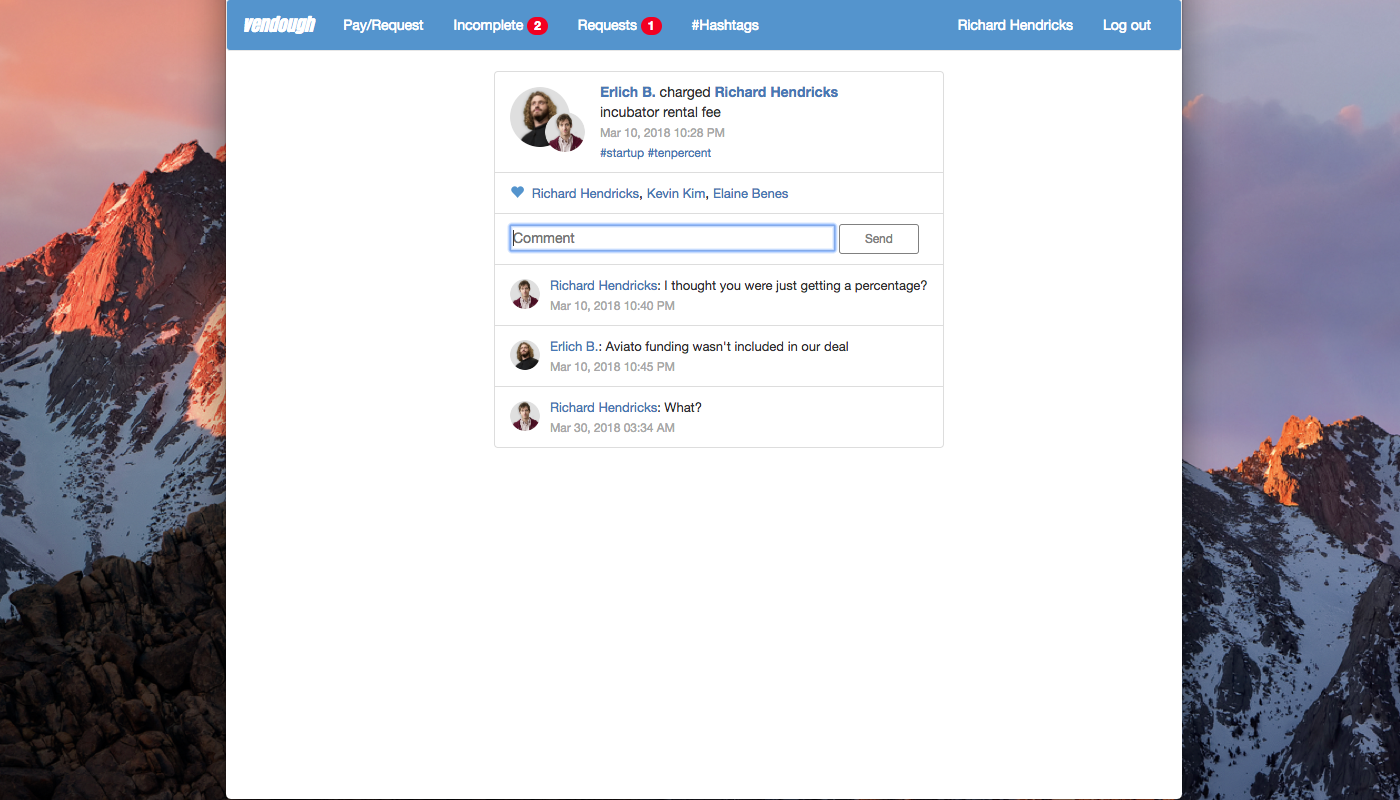 vendough Pay/Request Incomplete 2 Requests 1 #Hashtags Richard Hendricks Log out
Erlich B. charged Richard Hendricks
incubator rental fee
Mar 10, 2018 10:28 PM
#startup #tenpercent
Richard Hendricks, Kevin Kim, Elaine Benes
Comment Send
Richard Hendricks: I thought you were just getting a percentage?
Mar 10, 2018 10:40 PM
Erlich B.: Aviato funding wasn't included in our deal
Mar 10, 2018 10:45 PM
Richard Hendricks: What?
Mar 30, 2018 03:34 AM